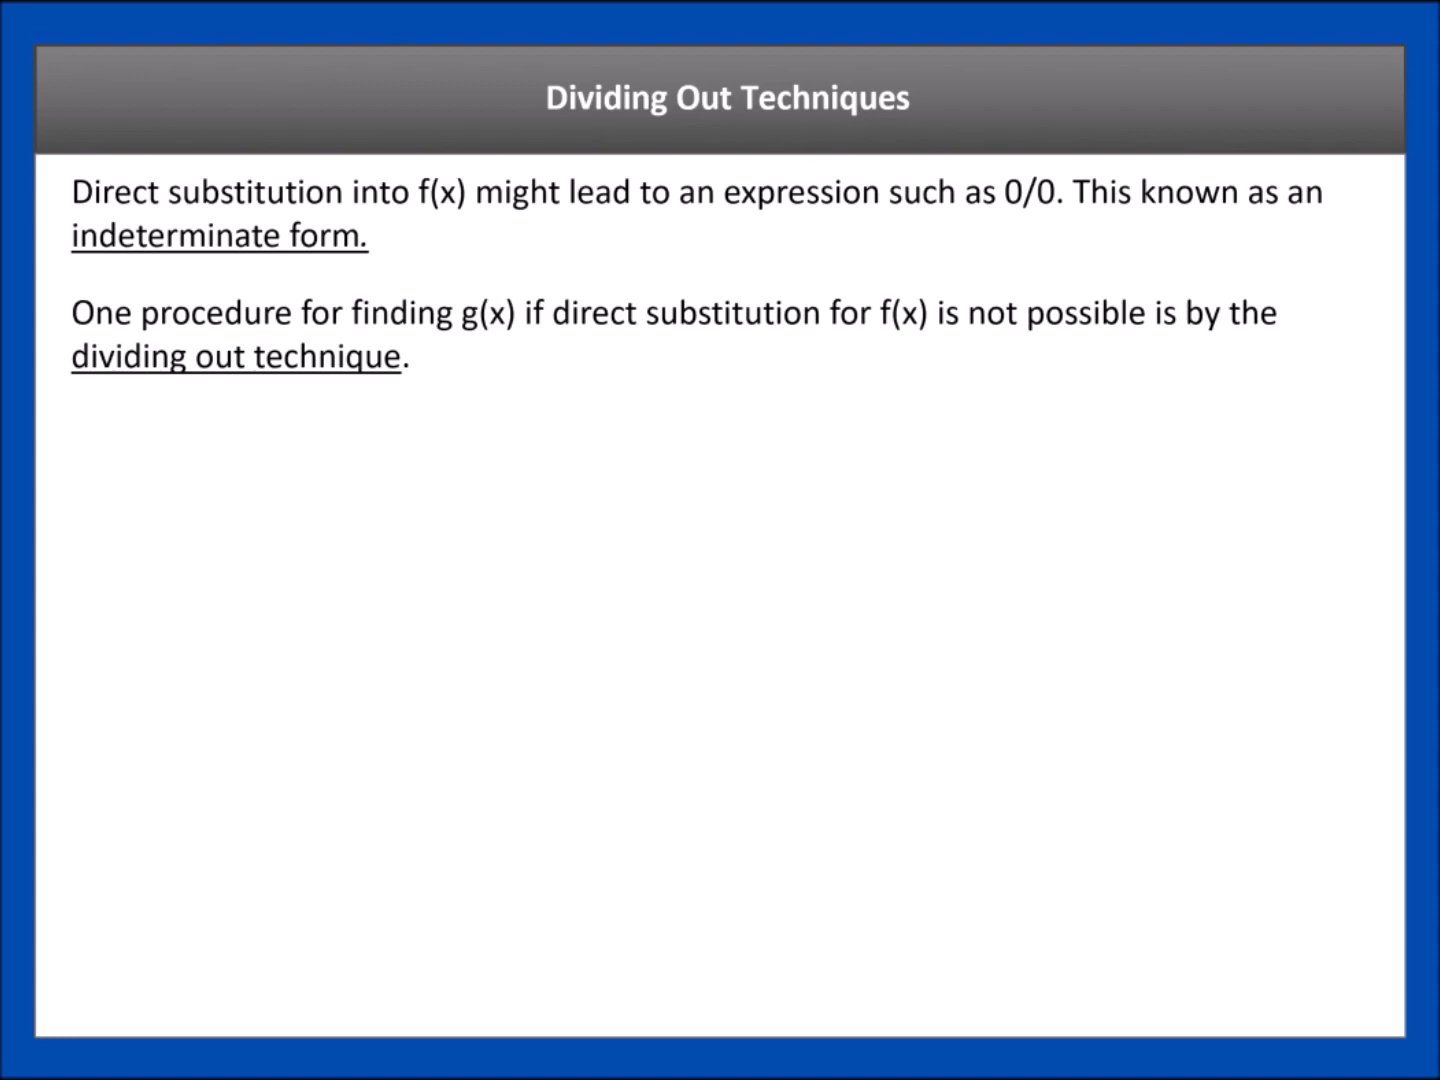 Dividing Out Techniques
Direct substitution into f(x) might lead to an expression such as 0/0. This known as an
indeterminate form.
One procedure for finding g(x) if direct substitution for f(x) is not possible is by the
dividing out technique.